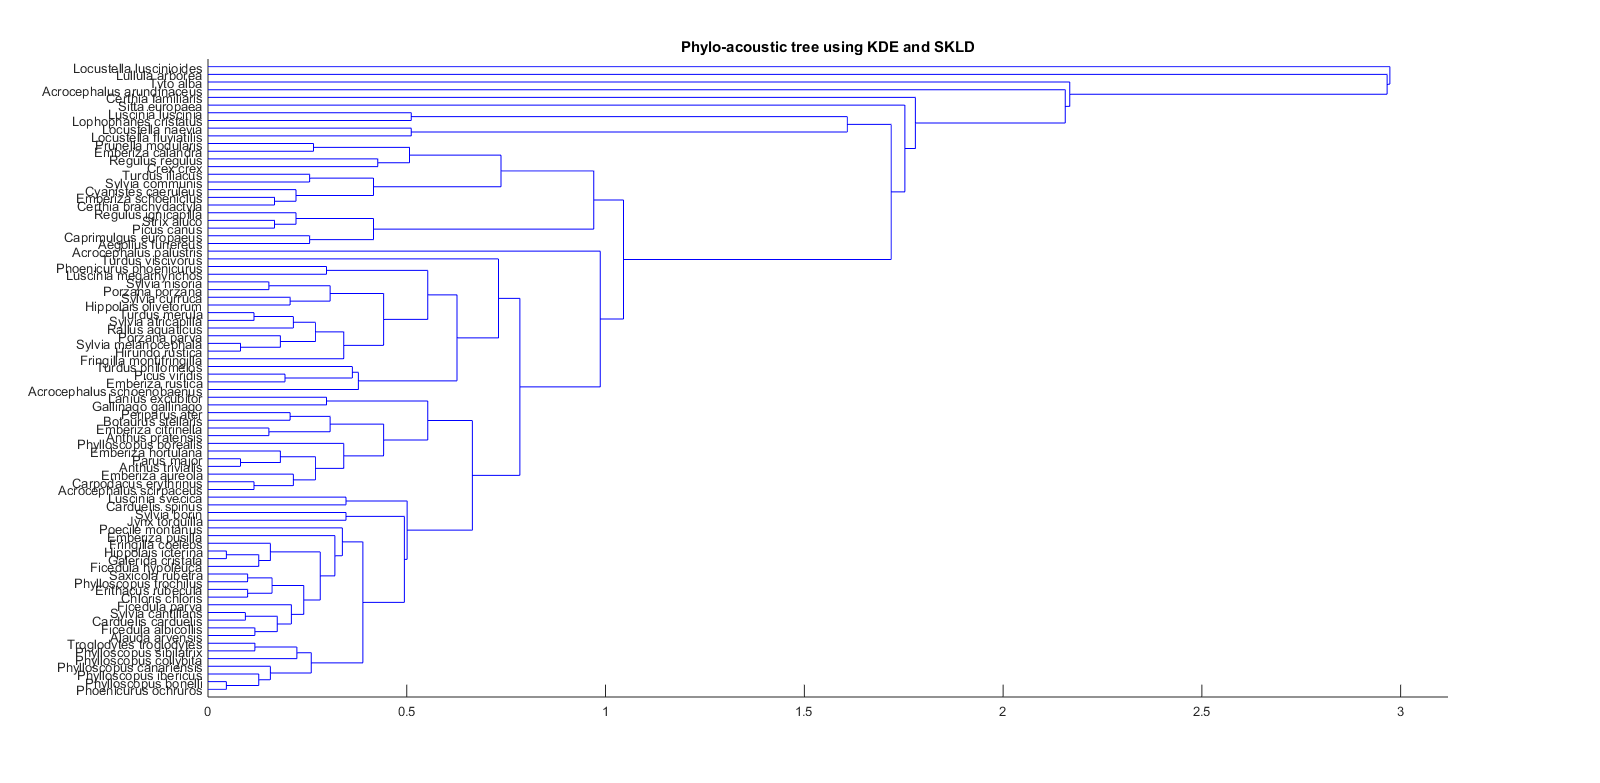 Phylo-acoustic tree using KDE and SKLD
Locustella luscinioides
Lullula arborea
Tyto alba
Acrocephalus arundinaceus
Certhia familiaris
Sitta europaea
Luscinia luscinia
Lophophanes cristatus
Locustella naevia
Locustella fluviatilis
Prunella modularis
Emberiza calandra
Regulus regulus
Crex crex
Turdus iliacus
Sylvia communis
Cyanistes caeruleus
Emberiza schoeniclus
Certhia brachydactyla
Regulus ignicapilla
Strix aluco
Picus canus
Caprimulgus europaeus
Aegolius funereus
Acrocephalus palustris
Turdus viscivorus
Phoenicurus phoenicurus
Luscinia megarhynchos
Sylvia nisoria
Porzana porzana
Sylvia curruca
Hippolais olivetorum
Turdus merula
Sylvia atricapilla
Rallus aquaticus
Porzana parva
Sylvia melanocephala
Hirundo rustica
Fringilla montifringilla
Turdus philomelos
Picus viridis
Emberiza rustica
Acrocephalus schoenobaenus
Lanius excubitor
Gallinago gallinago
Periparus ater
Botaurus stellaris
Emberiza citrinella
Anthus pratensis
Phylloscopus borealis
Emberiza hortulana
Parus major
Anthus trivialis
Emberiza aureola
Carpodacus erythrinus
Acrocephalus scirpaceus
Luscinia svecica
Carduelis spinus
Sylvia borin
Jynx torquilla
Poecile montanus
Emberiza pusilla
Fringilla coelebs
Hippolais icterina
Galerida cristata
Ficedula hypoleuca
Saxicola rubetra
Phylloscopus trochilus
Erithacus rubecula
Chloris chloris
Ficedula parva
Sylvia cantillans
Carduelis carduelis
Ficedula albicollis
Alauda arvensis
Troglodytes troglodytes
Phylloscopus sibilatrix
Phylloscopus collybita
Phylloscopus canariensis
Phylloscopus ibericus
Phylloscopus bonelli
Phoenicurus ochruros
0 0.5 1 1.5 2 2.5 3